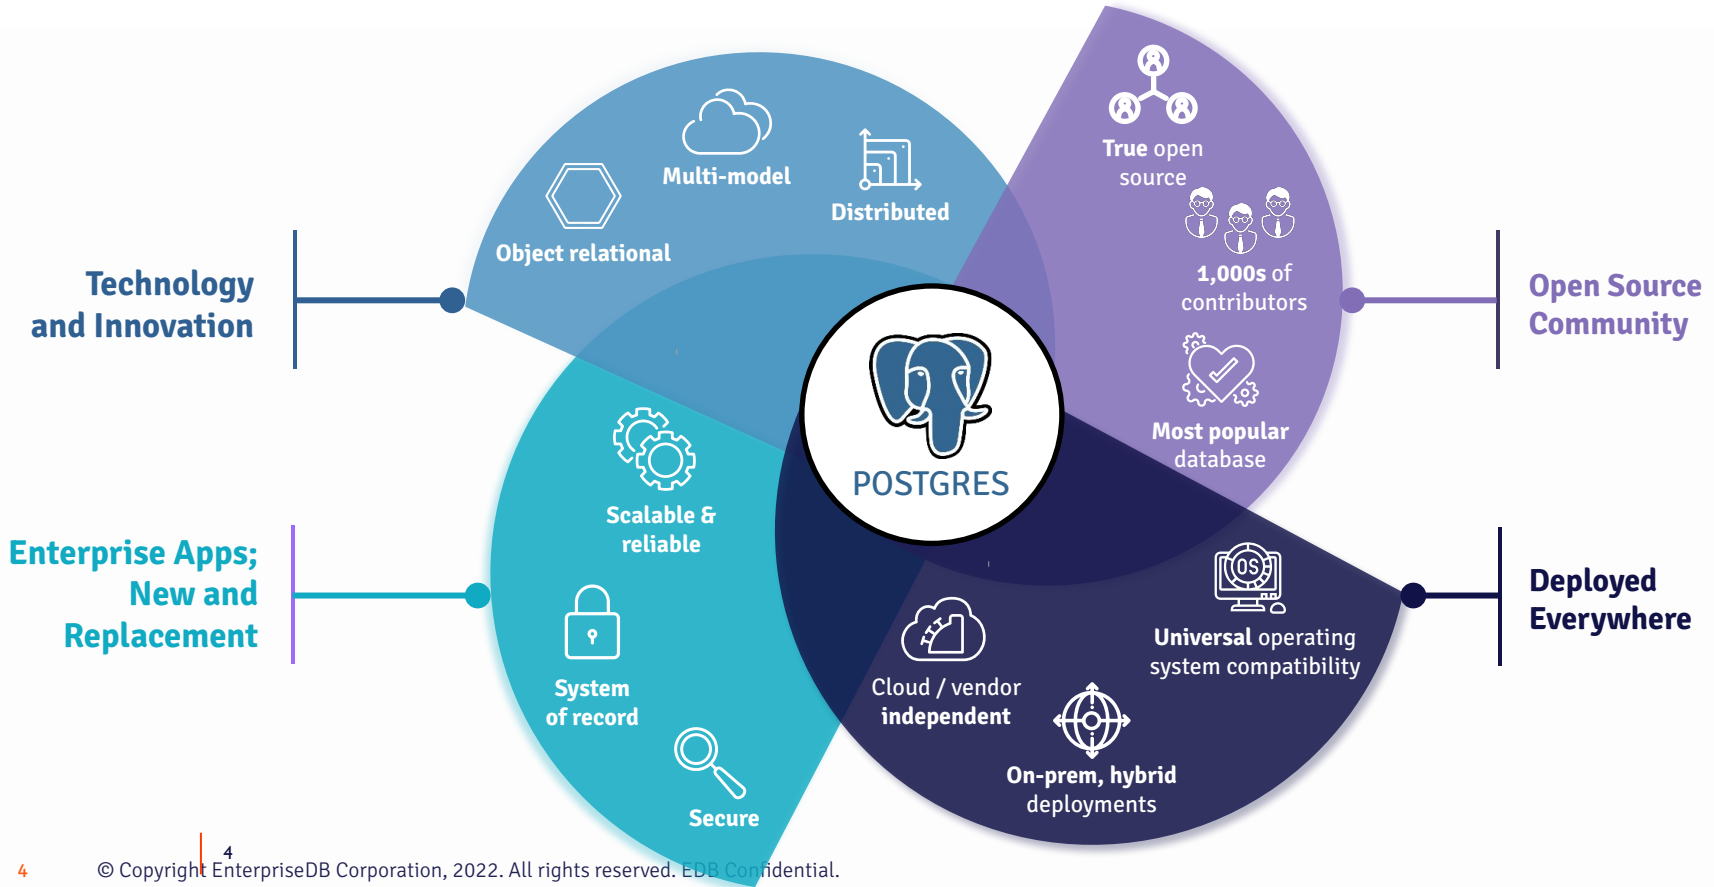 Technology
and Innovation
Object relational
Multi-model
Distributed
True open
source
1,000s of
contributors
Most popular
database
Open Source
Community
POSTGRES
Enterprise Apps;
New and
Replacement
Scalable &
reliable
System
of record
Secure
Cloud / vendor
independent
On-prem, hybrid
deployments
OS
Universal operating
system compatibility
Deployed
Everywhere
4
4
© Copyright EnterpriseDB Corporation, 2022. All rights reserved. EDB Confidential.